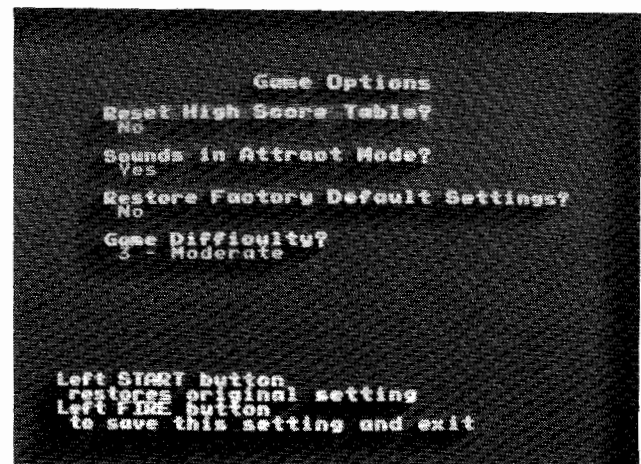 Game Options
Reset High Score Table?
No
Sounds in Attract Mode?
Yes
Restore Factory Default Settings?
No
Game Difficulty?
3 - Moderate
Left START button
restores original setting
Left FIRE button
to save this setting and exit